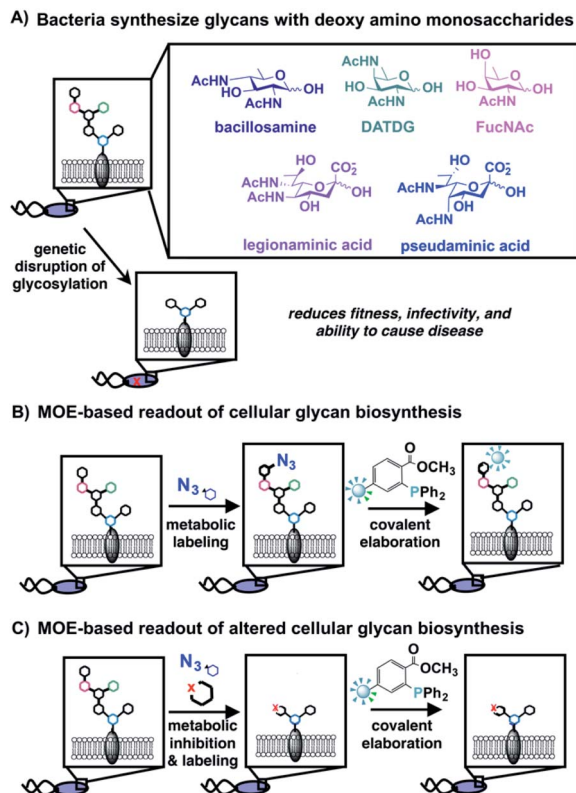 A) Bacteria synthesize glycans with deoxy amino monosaccharides
AcHN
HO
O
OH
AcHN
bacillosamine
AcHN
HO
O
OH
AcHN
DATDG
HO
HO
O
OH
AcHN
FucNAc
HO
CO2-
AcHN
AcHN
O
OH
OH
legionaminic acid
OH
CO2-
AcHN
O
OH
AcHN
OH
pseudaminic acid
genetic
disruption of
glycosylation
x
reduces fitness, infectivity, and
ability to cause disease
B) MOE-based readout of cellular glycan biosynthesis
N3
metabolic
labeling
N3
O
OCH3
PPh2
covalent
elaboration
C) MOE-based readout of altered cellular glycan biosynthesis
N3
x
metabolic
inhibition
& labeling
x
O
OCH3
PPh2
covalent
elaboration
x